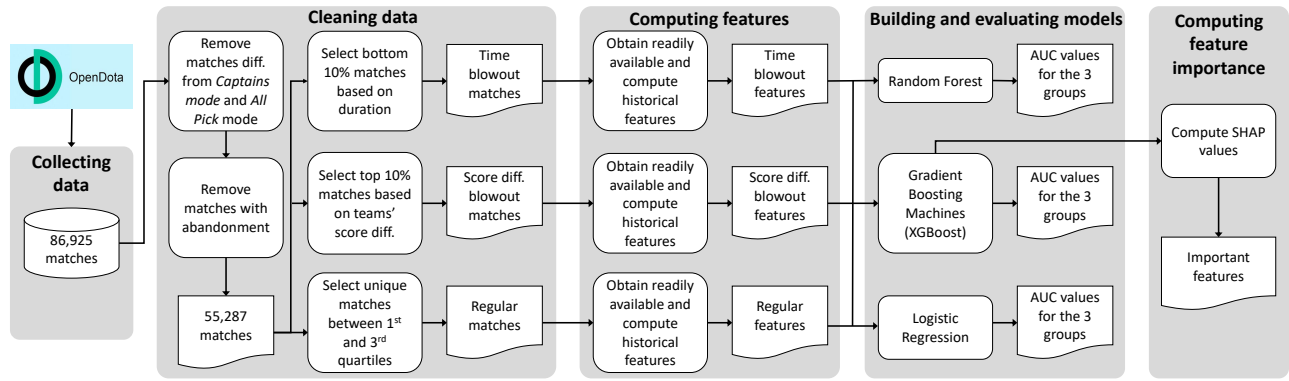 OpenDota
Collecting
data
86,925
matches
Cleaning data
Remove
matches diff.
from Captains
mode and All
Pick mode
Remove
matches with
abandonment
55,287
matches
Select bottom
10% matches
based on
duration
Time
blowout
matches
Select top 10%
matches based
on teams’
score diff.
Score diff.
blowout
matches
Select unique
matches
between 1st
and 3rd
quartiles
Regular
matches
Computing features
Obtain readily
available and
compute
historical
features
Time
blowout
features
Obtain readily
available and
compute
historical
features
Score diff.
blowout
features
Obtain readily
available and
compute
historical
features
Regular
features
Building and evaluating models
Random Forest
AUC values
for the 3
groups
Gradient
Boosting
Machines
(XGBoost)
AUC values
for the 3
groups
Logistic
Regression
AUC values
for the 3
groups
Computing
feature
importance
Compute SHAP
values
Important
features